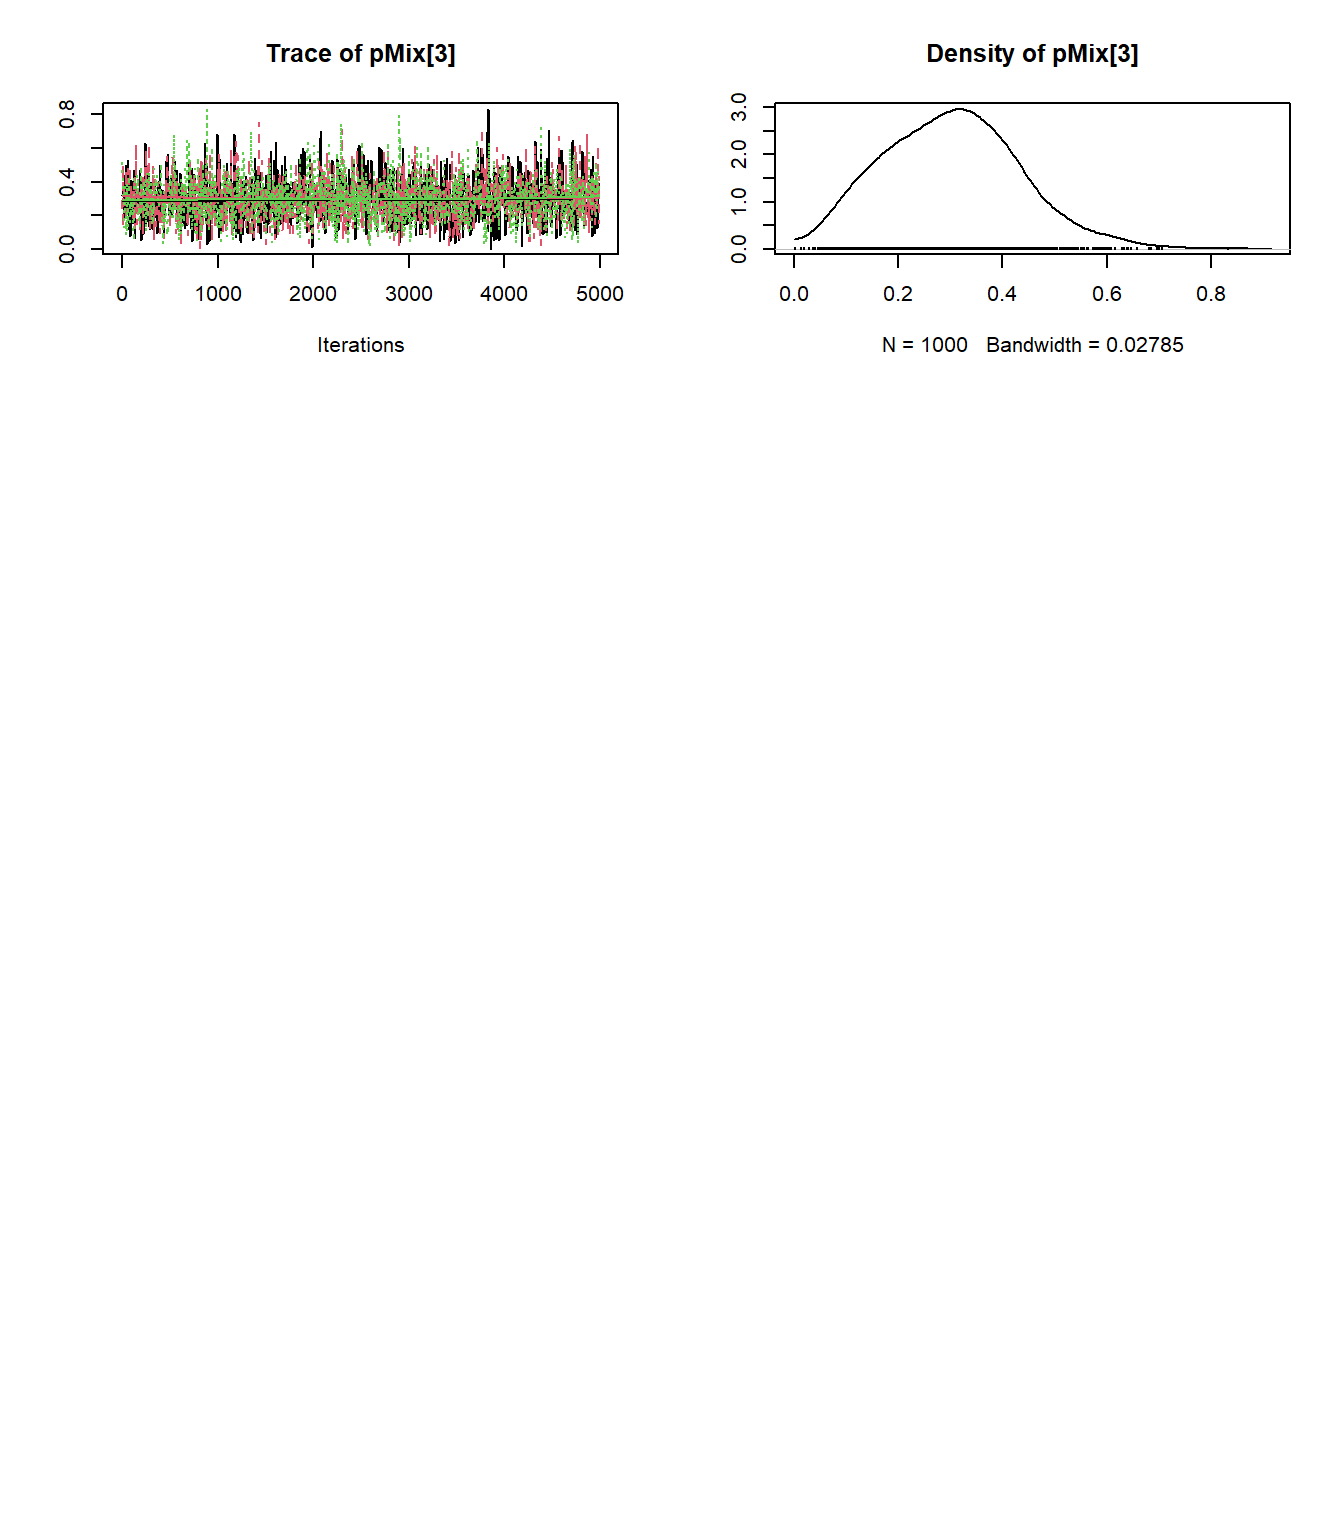 Trace of pMix[3]
0.0 0.4 0.8
0 1000 2000 3000 4000 5000
Iterations
Density of pMix[3]
0.0 1.0 2.0 3.0
0.0 0.2 0.4 0.6 0.8
N = 1000 Bandwidth = 0.02785